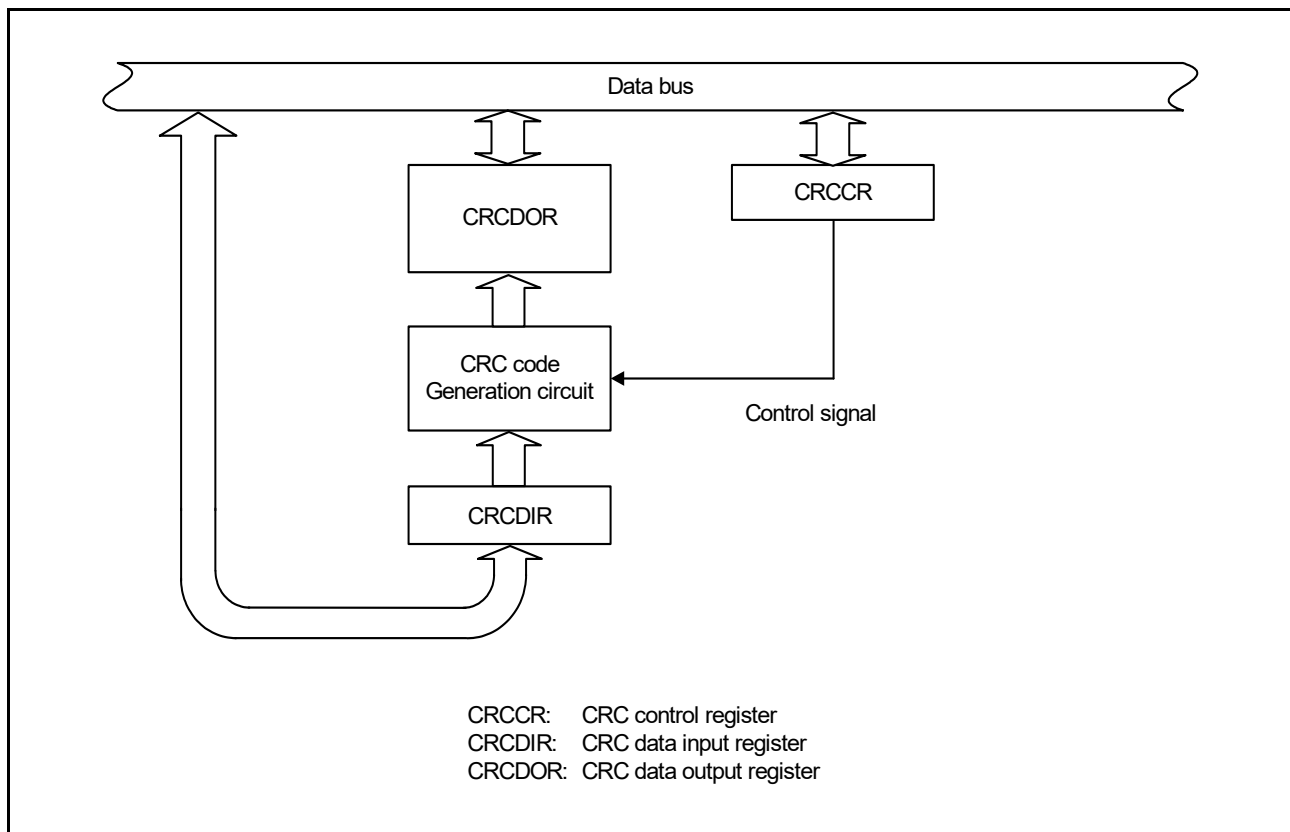 Data bus
CRCDOR
CRCCR
CRC code
Generation circuit
Control signal
CRCDIR
CRCCR: CRC control register
CRCDIR: CRC data input register
CRCDOR: CRC data output register